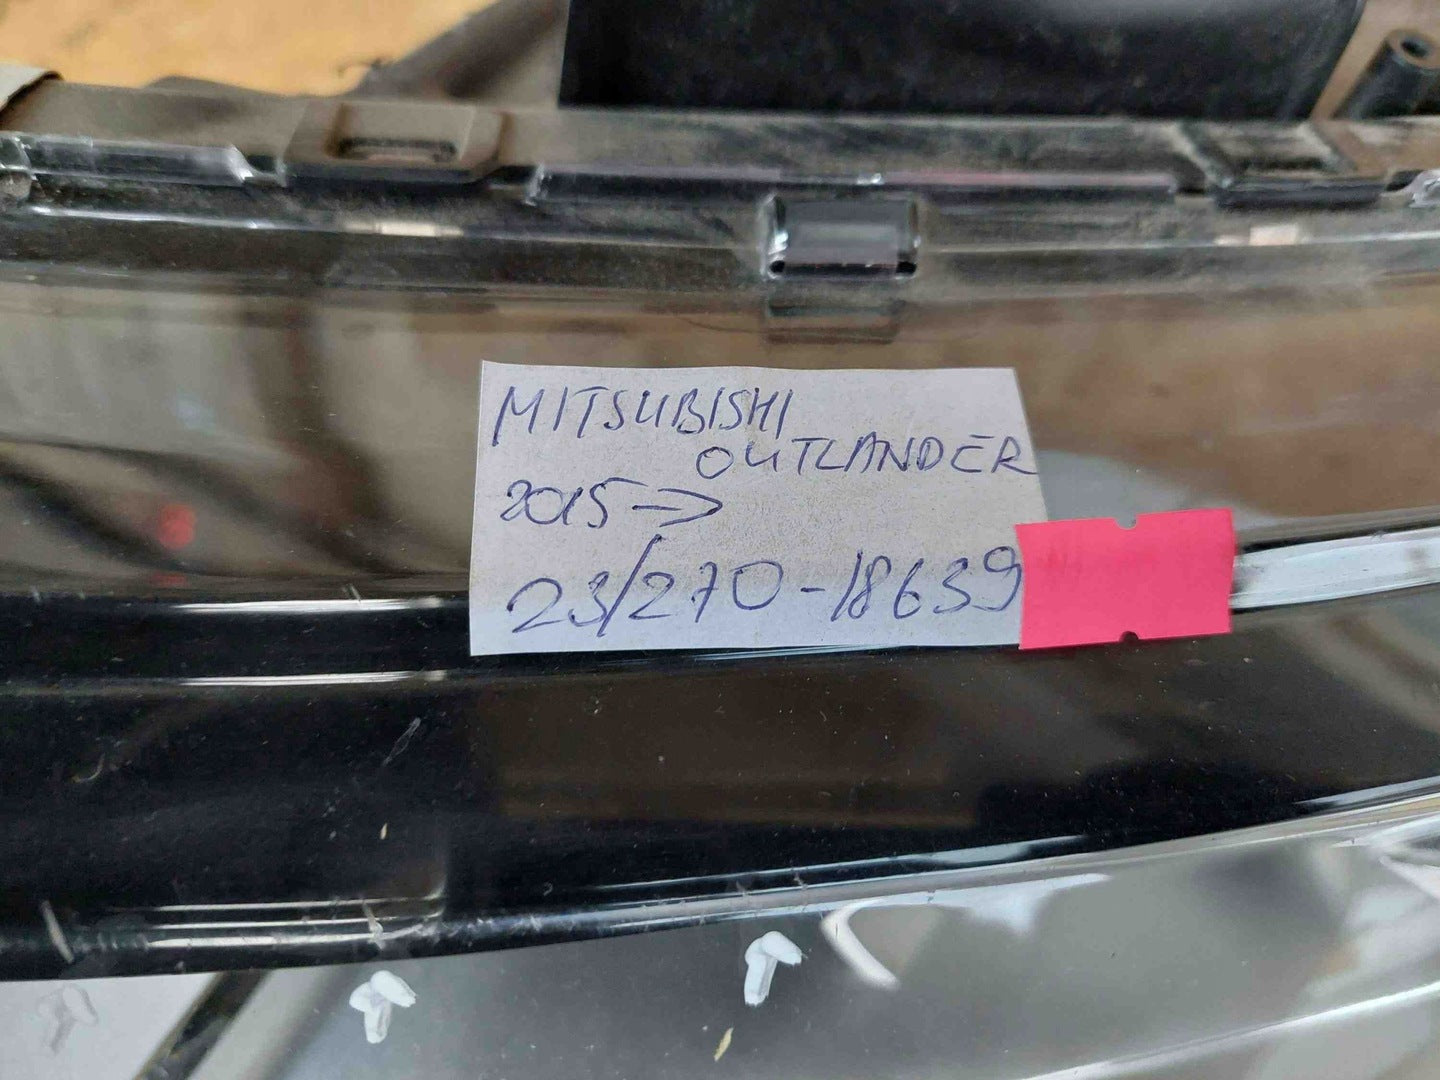 MITSUBISHI
OUTLANDER
2015->
23/270-18639